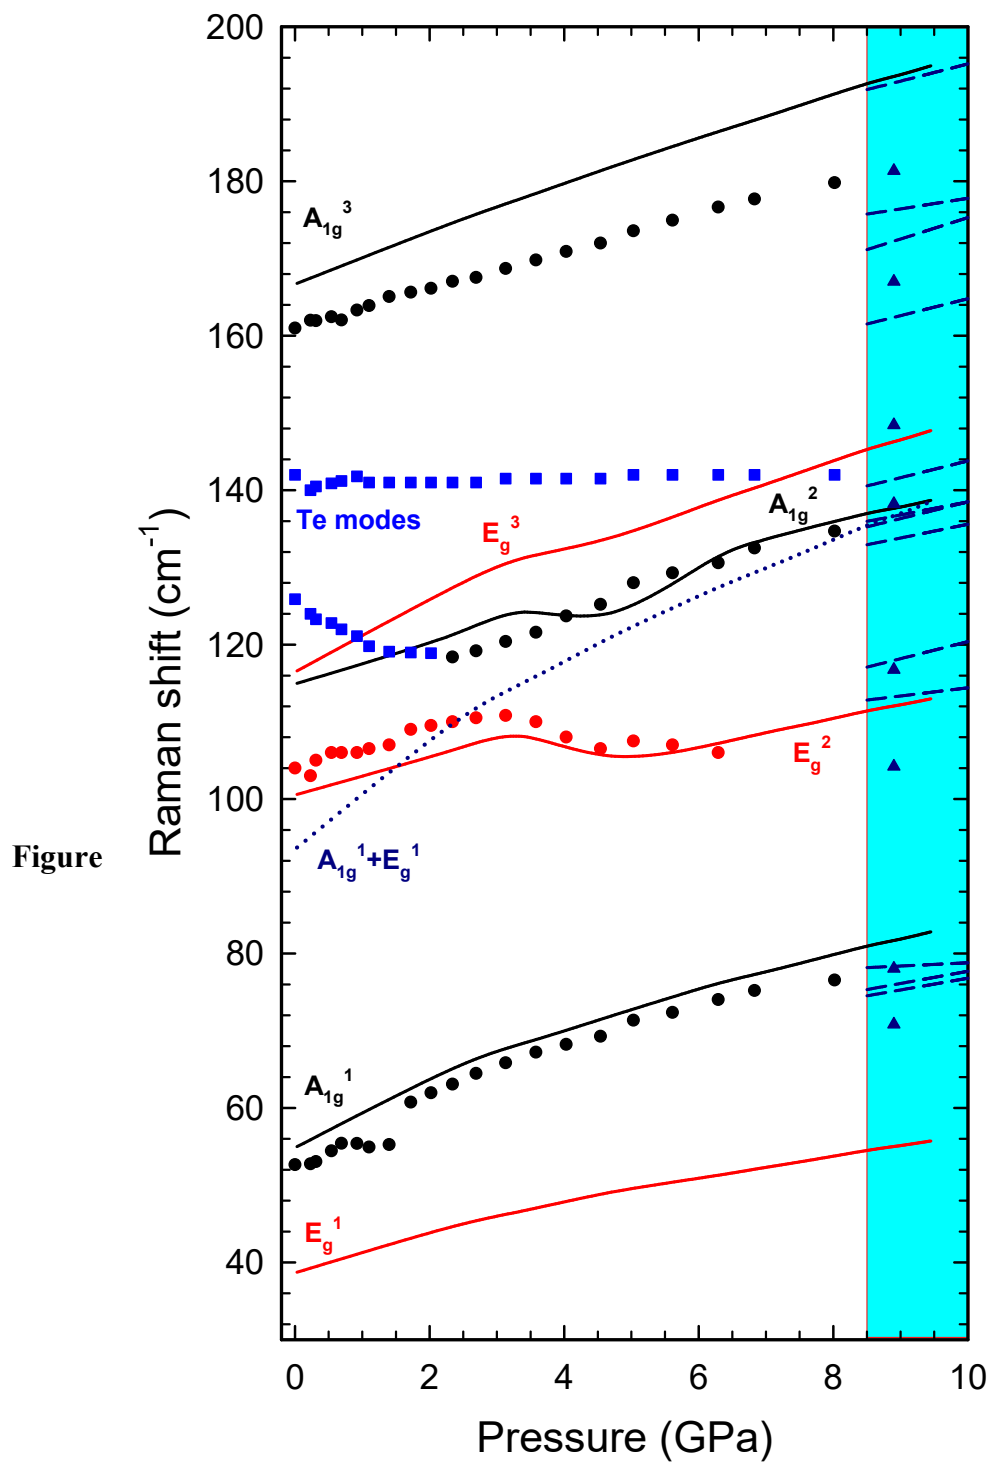 200
180
160
140
120
100
80
60
40
Raman shift (cm⁻¹)
A₁g³
Te modes
Eg³
A₁g²
Eg²
A₁g¹+Eg¹
Figure
A₁g¹
Eg¹
0 2 4 6 8 10
Pressure (GPa)